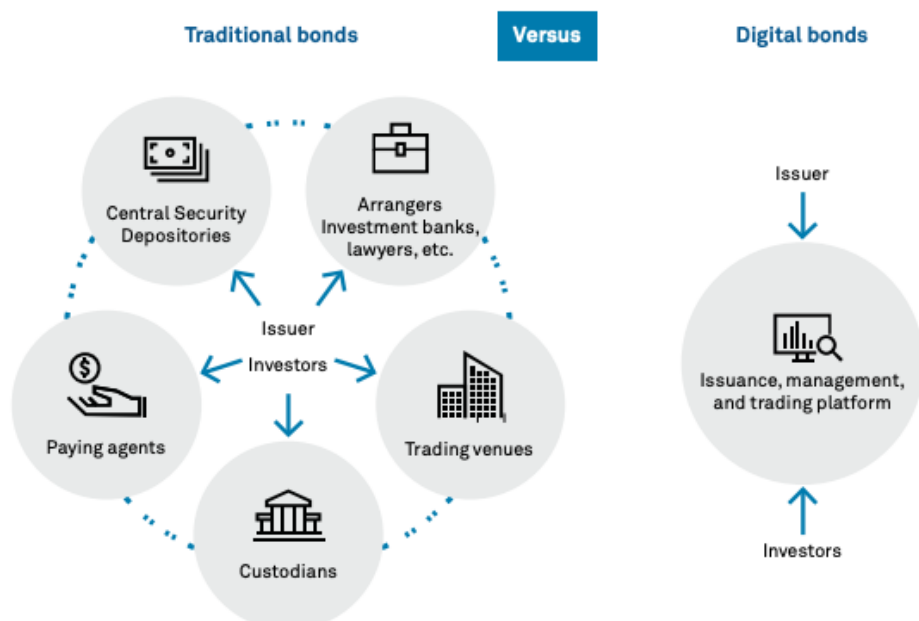 Traditional bonds
Versus
Digital bonds
Central Security
Depositories
Arrangers
Investment banks,
lawyers, etc.
Issuer
Investors
$
Paying agents
Trading venues
Custodians
Issuer
Issuance, management,
and trading platform
Investors